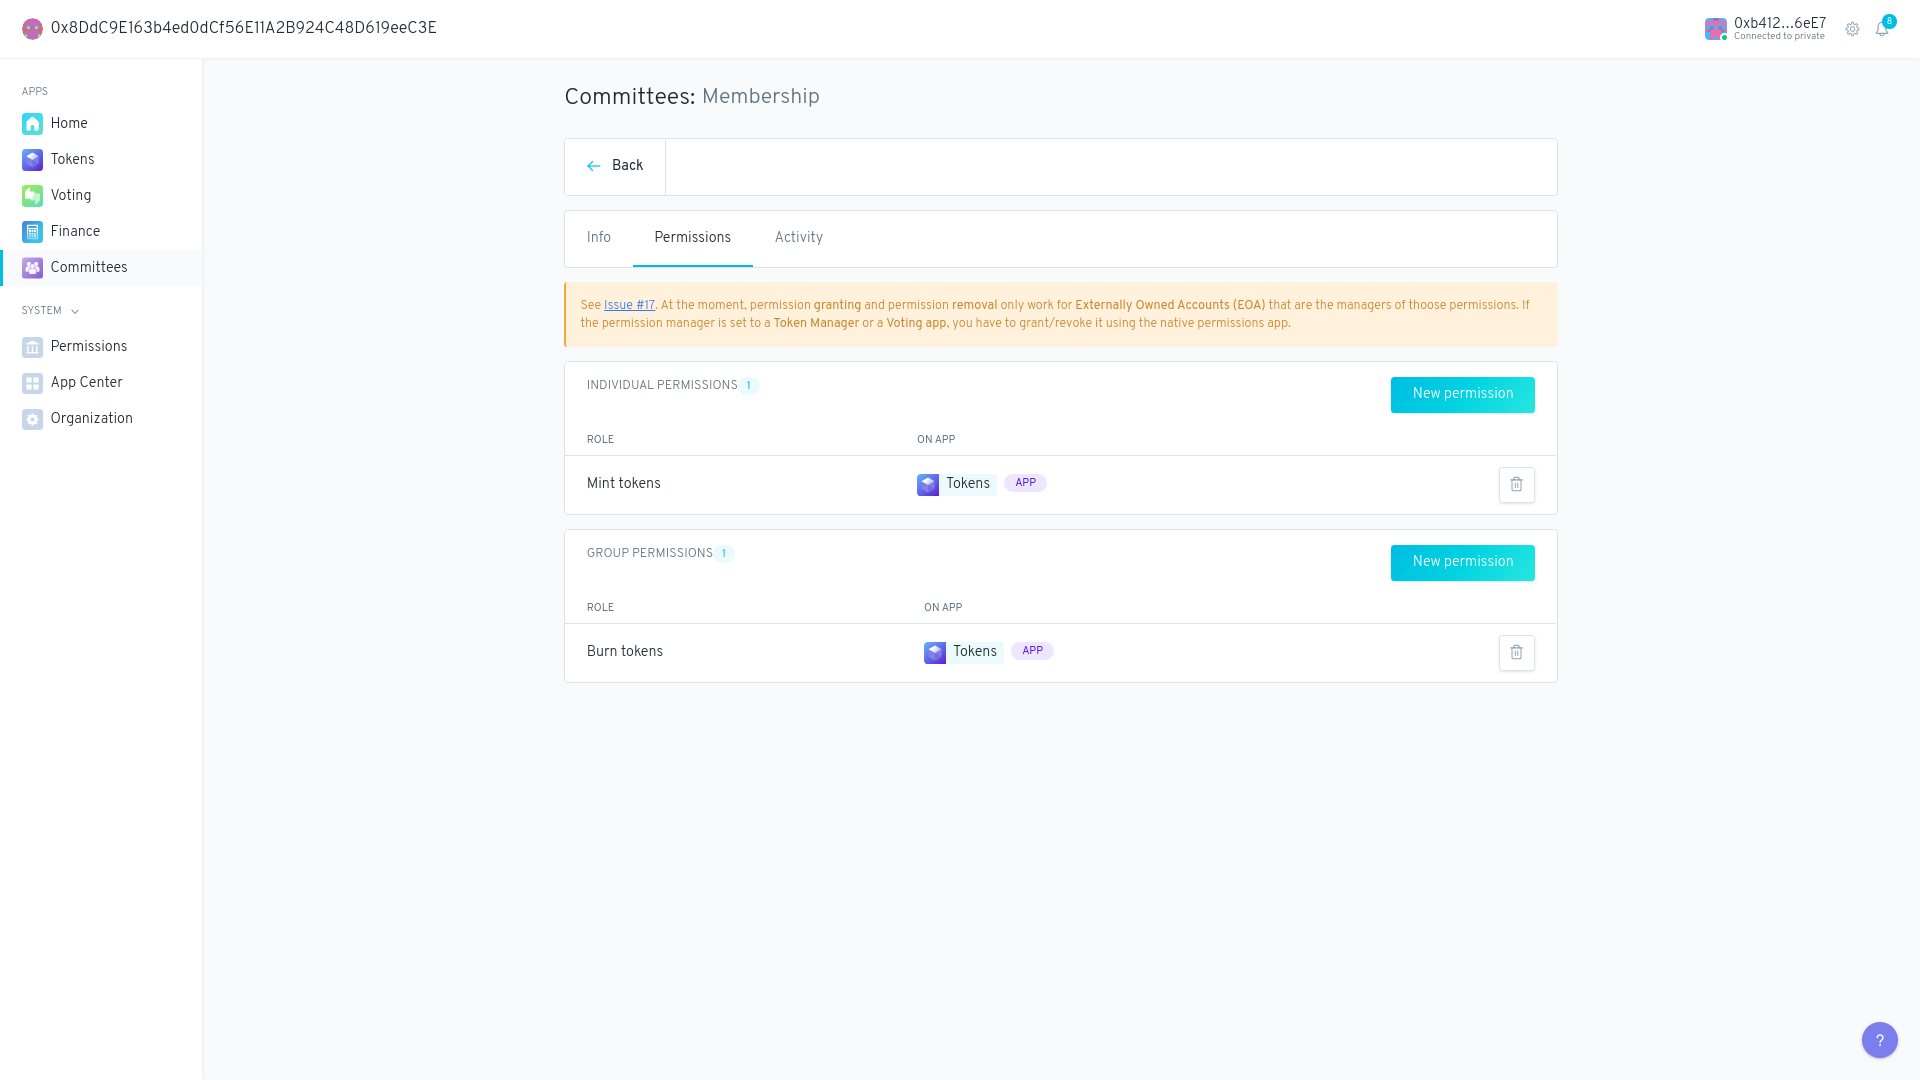 0x8DdC9E163b4ed0dCf56E11A2B924C48D619eeC3E
0xb412…6eE7
Connected to private
8
APPS
Home
Tokens
Voting
Finance
Committees
SYSTEM
Permissions
App Center
Organization
Committees: Membership
Back
Info Permissions Activity
See Issue #17. At the moment, permission granting and permission removal only work for Externally Owned Accounts (EOA) that are the managers of thoose permissions. If
the permission manager is set to a Token Manager or a Voting app, you have to grant/revoke it using the native permissions app.
INDIVIDUAL PERMISSIONS 1
New permission
ROLE ON APP
Mint tokens Tokens APP
GROUP PERMISSIONS 1
New permission
ROLE ON APP
Burn tokens Tokens APP
?